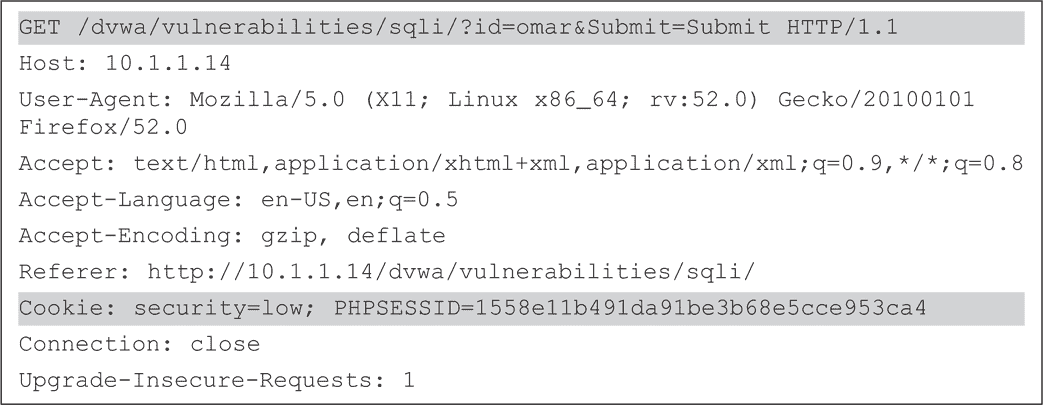 GET /dvwa/vulnerabilities/sqli/?id=omar&Submit=Submit HTTP/1.1
Host: 10.1.1.14
User-Agent: Mozilla/5.0 (X11; Linux x86_64; rv:52.0) Gecko/20100101
Firefox/52.0
Accept: text/html,application/xhtml+xml,application/xml;q=0.9,*/*;q=0.8
Accept-Language: en-US,en;q=0.5
Accept-Encoding: gzip, deflate
Referer: http://10.1.1.14/dvwa/vulnerabilities/sqli/
Cookie: security=low; PHPSESSID=1558e11b491da91be3b68e5cce953ca4
Connection: close
Upgrade-Insecure-Requests: 1